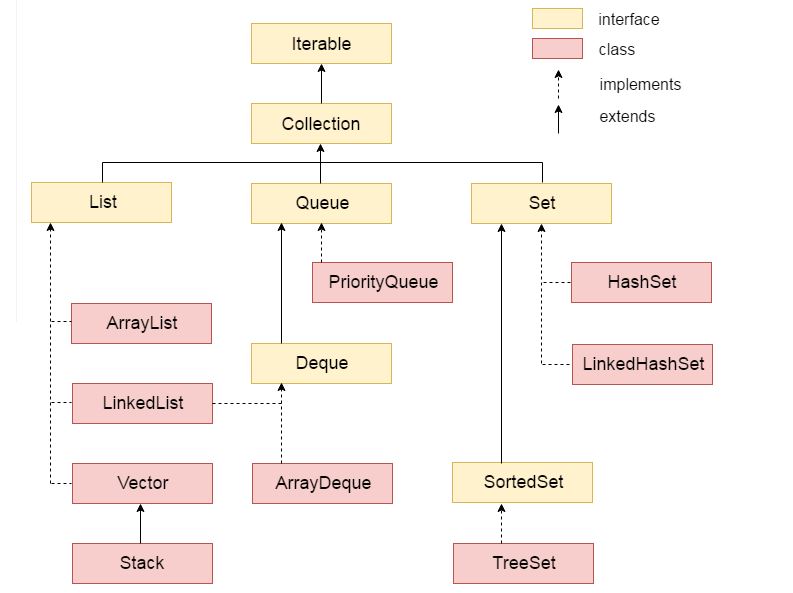 interface
Iterable
class
implements
extends
Collection
List
Queue
Set
PriorityQueue
HashSet
ArrayList
Deque
LinkedHashSet
LinkedList
Vector
ArrayDeque
SortedSet
Stack
TreeSet